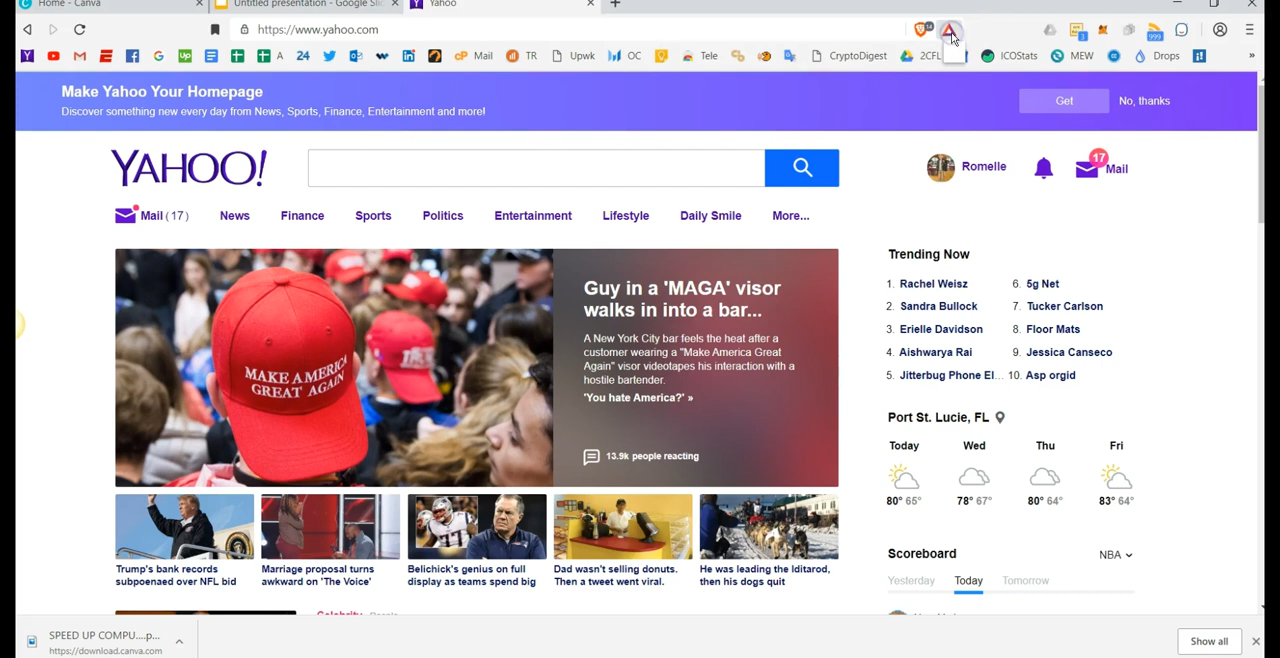 Home - Canva
Untitled presentation - Google Slic
Yahoo
https://www.yahoo.com
14
3
999
A
24
Mail
TR
Upwk
OC
Tele
CryptoDigest
2CFL
ICOStats
MEW
Drops
»
Make Yahoo Your Homepage
Discover something new every day from News, Sports, Finance, Entertainment and more!
Get
No, thanks
YAHOO!
Romelle
17
Mail
Mail (17)
News
Finance
Sports
Politics
Entertainment
Lifestyle
Daily Smile
More...
MAKE AMERICA
GREAT AGAIN
Guy in a 'MAGA' visor
walks in into a bar...
A New York City bar feels the heat after a
customer wearing a "Make America Great
Again" visor videotapes his interaction with a
hostile bartender.
'You hate America?' »
13.9k people reacting
Trump's bank records
subpoenaed over NFL bid
Marriage proposal turns
awkward on 'The Voice'
Belichick's genius on full
display as teams spend big
Dad wasn't selling donuts.
Then a tweet went viral.
He was leading the Iditarod,
then his dogs quit
Trending Now
1. Rachel Weisz
2. Sandra Bullock
3. Erielle Davidson
4. Aishwarya Rai
5. Jitterbug Phone El...
6. 5g Net
7. Tucker Carlson
8. Floor Mats
9. Jessica Canseco
10. Asp orgid
Port St. Lucie, FL
Today
Wed
Thu
Fri
80° 65°
78° 67°
80° 64°
83° 64°
Scoreboard
NBA
Yesterday
Today
Tomorrow
Celebrity
People
SPEED UP COMPU....p...
https://download.canva.com
Show all